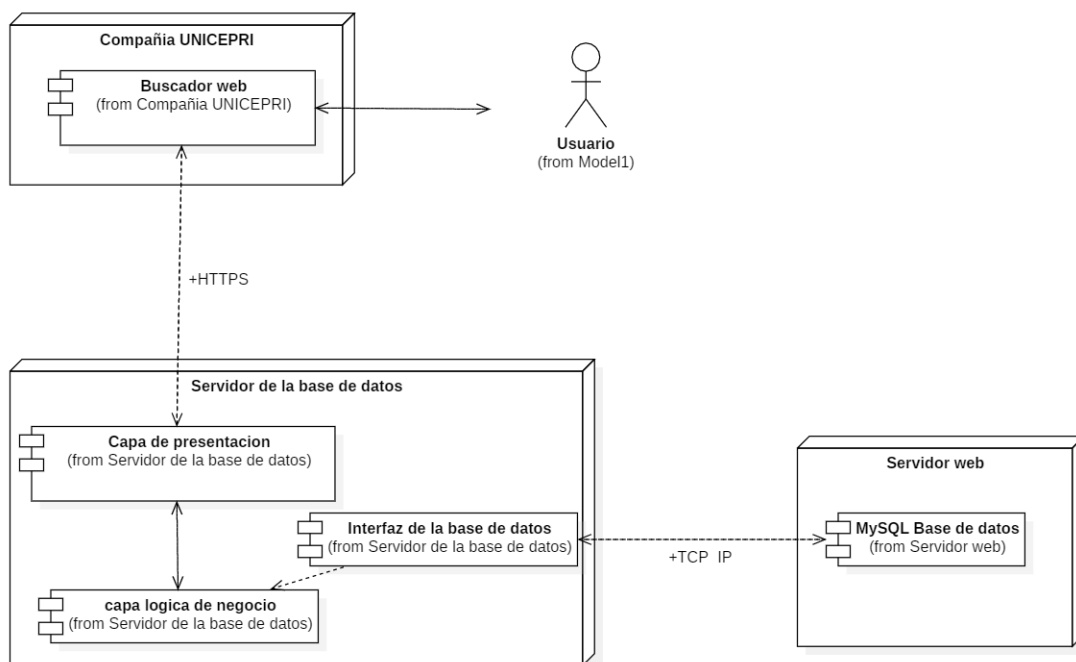 Compañia UNICEPRI
Buscador web
(from Compañia UNICEPRI)
Usuario
(from Model1)
+HTTPS
Servidor de la base de datos
Capa de presentacion
(from Servidor de la base de datos)
Interfaz de la base de datos
(from Servidor de la base de datos)
capa logica de negocio
(from Servidor de la base de datos)
+TCP IP
Servidor web
MySQL Base de datos
(from Servidor web)